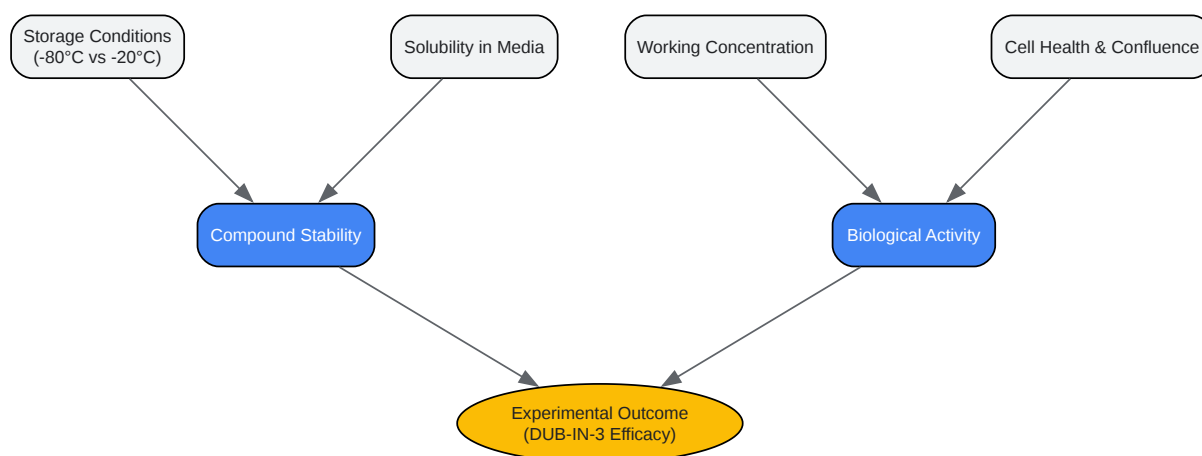 Storage Conditions
(-80°C vs -20°C)
Solubility in Media
Working Concentration
Cell Health & Confluence
Compound Stability
Biological Activity
Experimental Outcome
(DUB-IN-3 Efficacy)